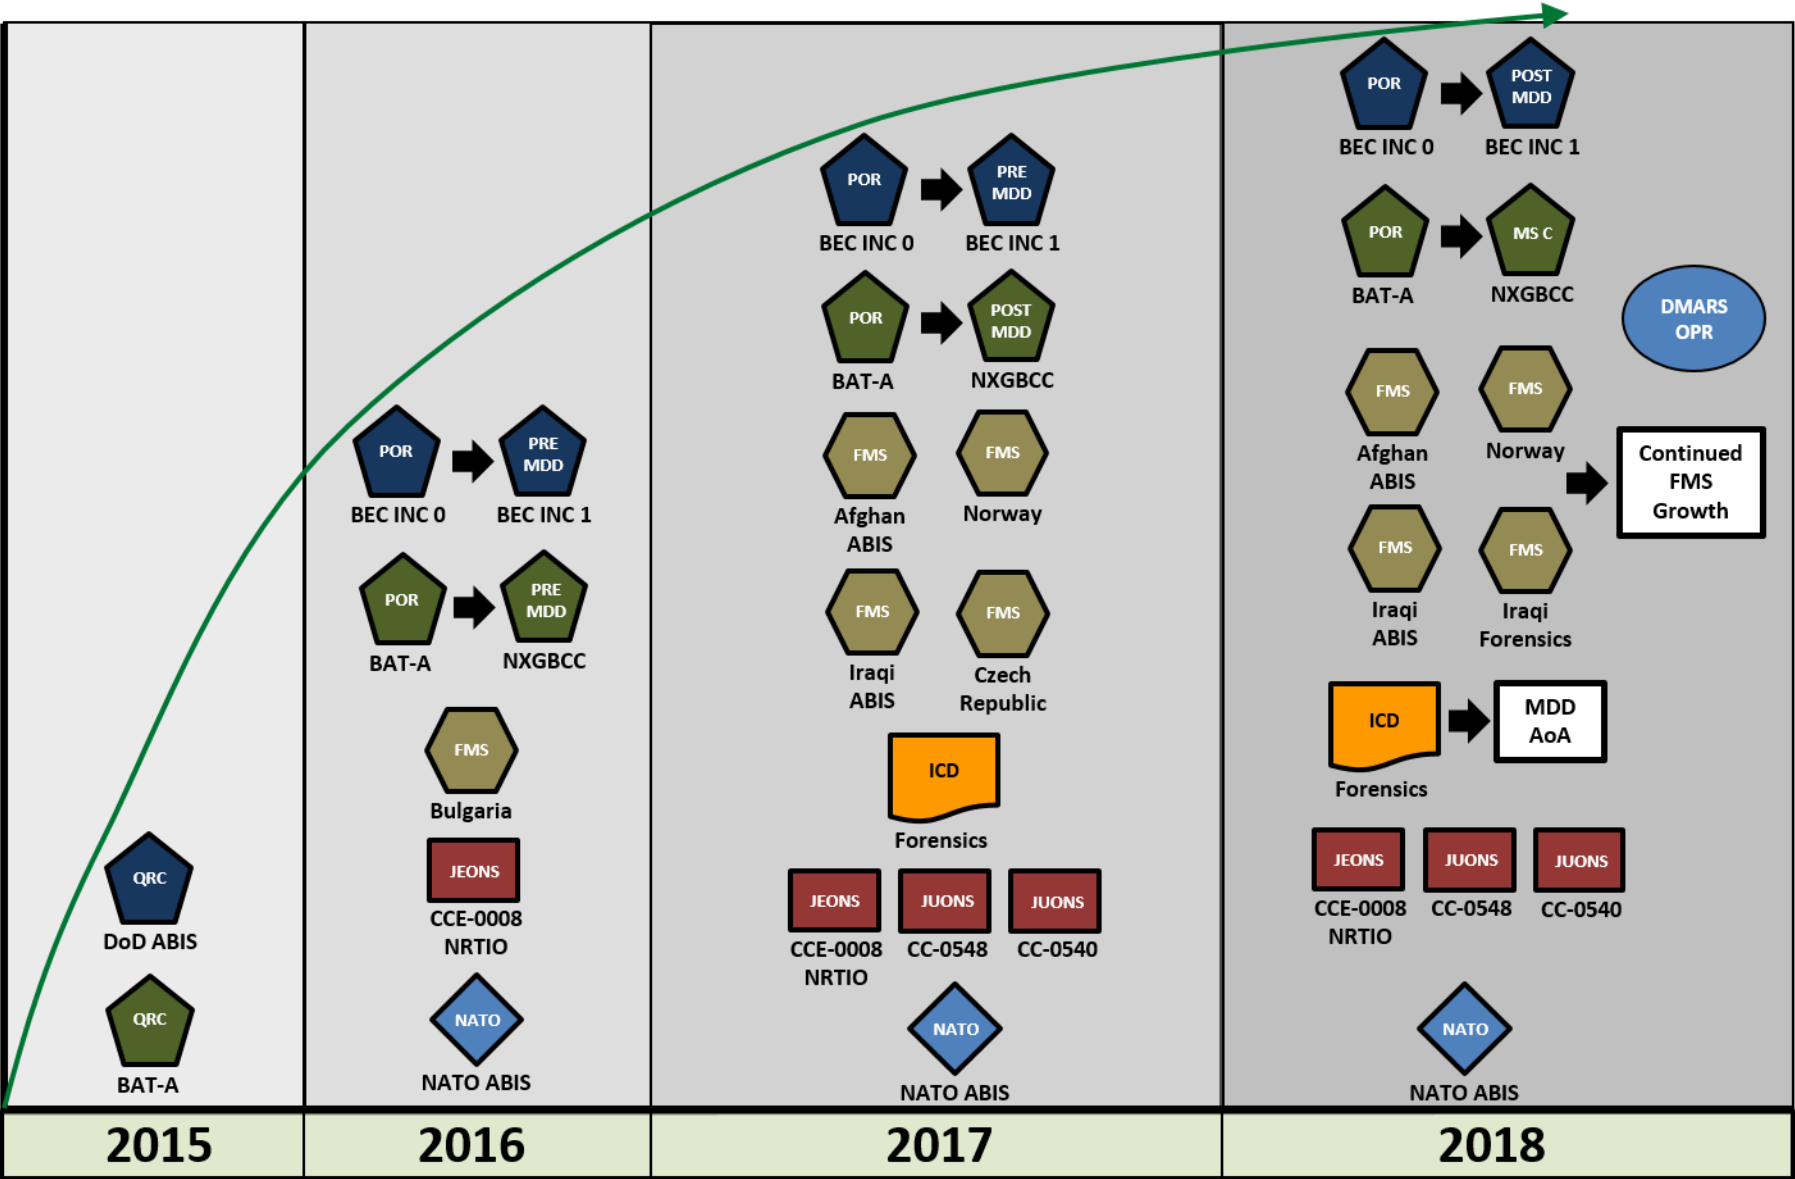 QRC
DoD ABIS
QRC
BAT-A
2015
POR
BEC INC 0
PRE
MDD
BEC INC 1
POR
BAT-A
PRE
MDD
NXGBCC
FMS
Bulgaria
JEONS
CCE-0008
NRTIO
NATO
NATO ABIS
2016
POR
BEC INC 0
PRE
MDD
BEC INC 1
POR
BAT-A
POST
MDD
NXGBCC
FMS
Afghan
ABIS
FMS
Norway
FMS
Iraqi
ABIS
FMS
Czech
Republic
ICD
Forensics
JEONS
CCE-0008
NRTIO
JUONS
CC-0548
JUONS
CC-0540
NATO
NATO ABIS
2017
POR
BEC INC 0
POST
MDD
BEC INC 1
POR
BAT-A
MS C
NXGBCC
DMARS
OPR
FMS
Afghan
ABIS
FMS
Norway
FMS
Iraqi
ABIS
FMS
Iraqi
Forensics
Continued
FMS
Growth
ICD
Forensics
MDD
AoA
JEONS
CCE-0008
NRTIO
JUONS
CC-0548
JUONS
CC-0540
NATO
NATO ABIS
2018